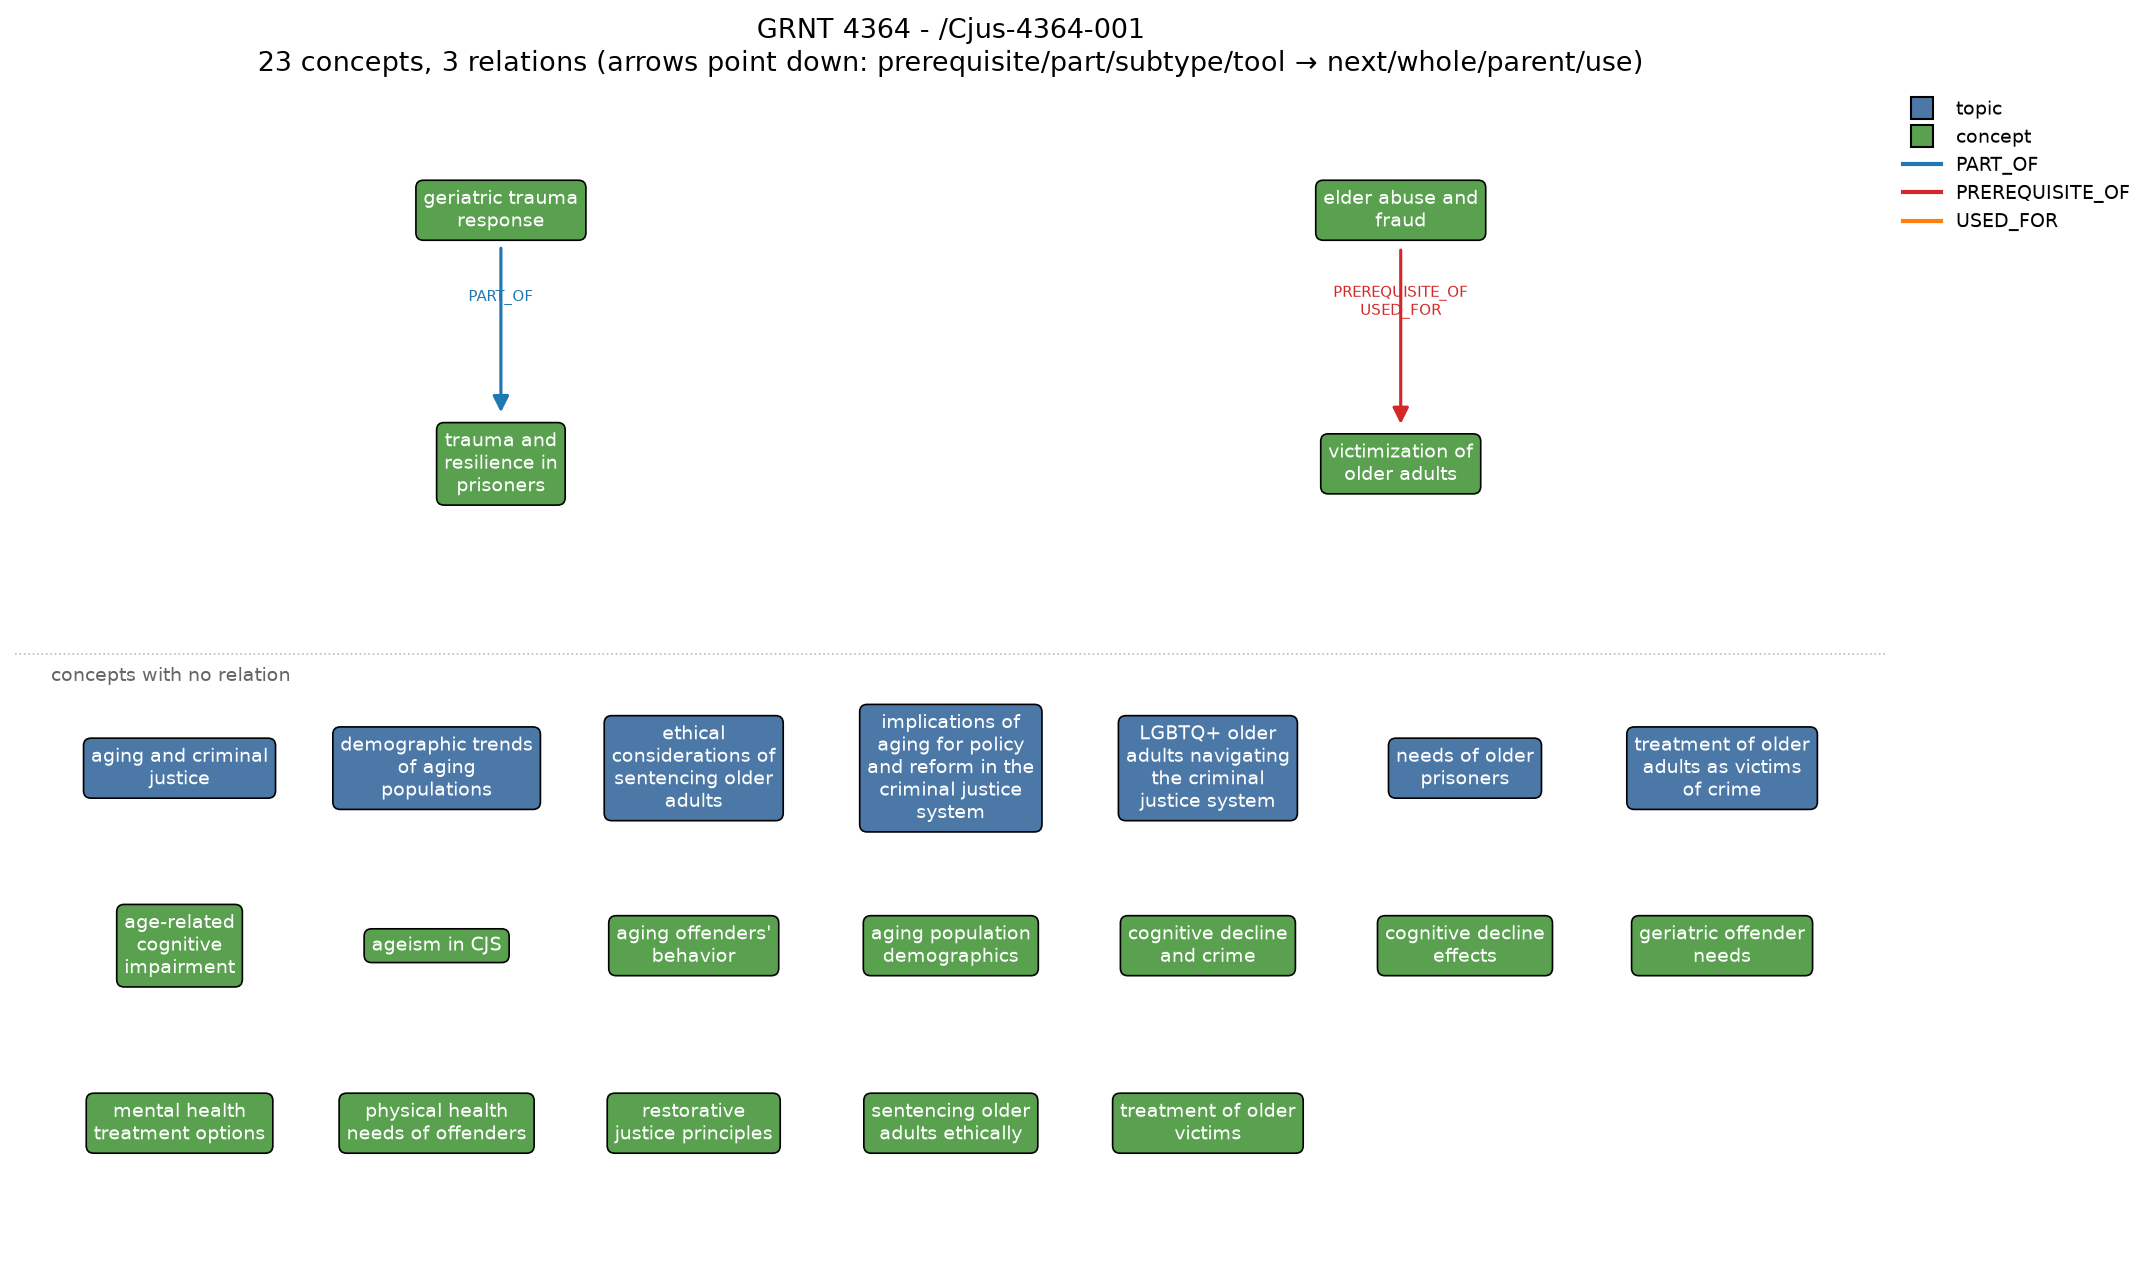 GRNT 4364 - /Cjus-4364-001
23 concepts, 3 relations (arrows point down: prerequisite/part/subtype/tool → next/whole/parent/use)
topic
concept
PART_OF
PREREQUISITE_OF
USED_FOR
geriatric trauma
response
elder abuse and
fraud
PART_OF
PREREQUISITE_OF
USED_FOR
trauma and
resilience in
prisoners
victimization of
older adults
concepts with no relation
aging and criminal
justice
demographic trends
of aging
populations
ethical
considerations of
sentencing older
adults
implications of
aging for policy
and reform in the
criminal justice
system
LGBTQ+ older
adults navigating
the criminal
justice system
needs of older
prisoners
treatment of older
adults as victims
of crime
age-related
cognitive
impairment
ageism in CJS
aging offenders'
behavior
aging population
demographics
cognitive decline
and crime
cognitive decline
effects
geriatric offender
needs
mental health
treatment options
physical health
needs of offenders
restorative
justice principles
sentencing older
adults ethically
treatment of older
victims